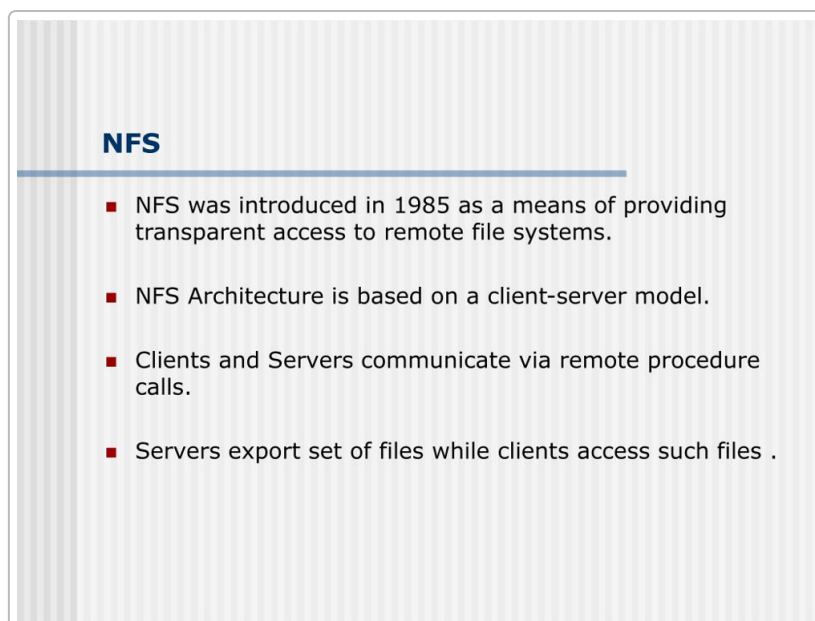 NFS
NFS was introduced in 1985 as a means of providing
transparent access to remote file systems.
NFS Architecture is based on a client-server model.
Clients and Servers communicate via remote procedure
calls.
Servers export set of files while clients access such files .